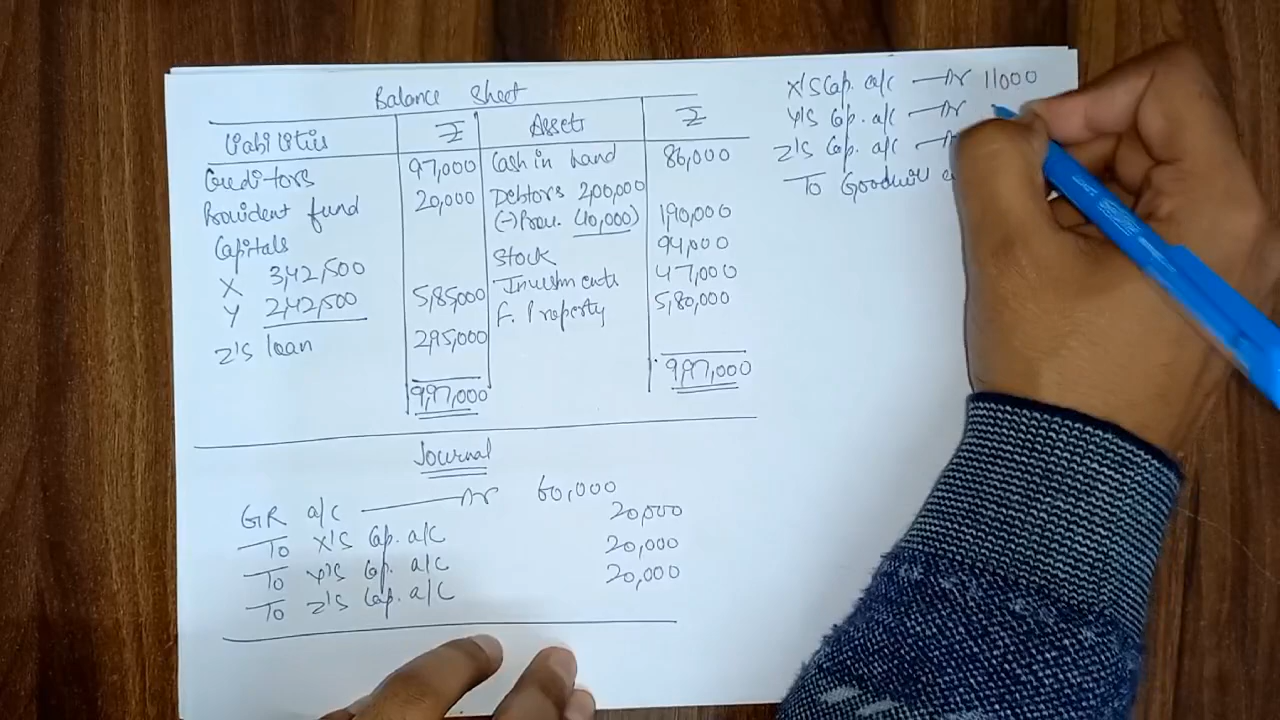 Balance Sheet
Liabilities ₹ Assets ₹
Creditors 97,000 Cash in hand 86,000
Provident fund 20,000 Debtors 2,00,000
(-) Prov. (10,000) 1,90,000
Capitals
Stock 94,000
X 3,42,500
Investments 47,000
Y 2,42,500 5,85,000
F. Property 5,80,000
Z's loan 2,95,000
9,97,000 9,97,000
Journal
GR a/c Dr 60,000
To X's Cap. a/c 20,000
To Y's Cap. a/c 20,000
To Z's Cap. a/c 20,000
X's Cap. a/c Dr 11000
Y's Cap. a/c Dr
Z's Cap. a/c
To Goodwill